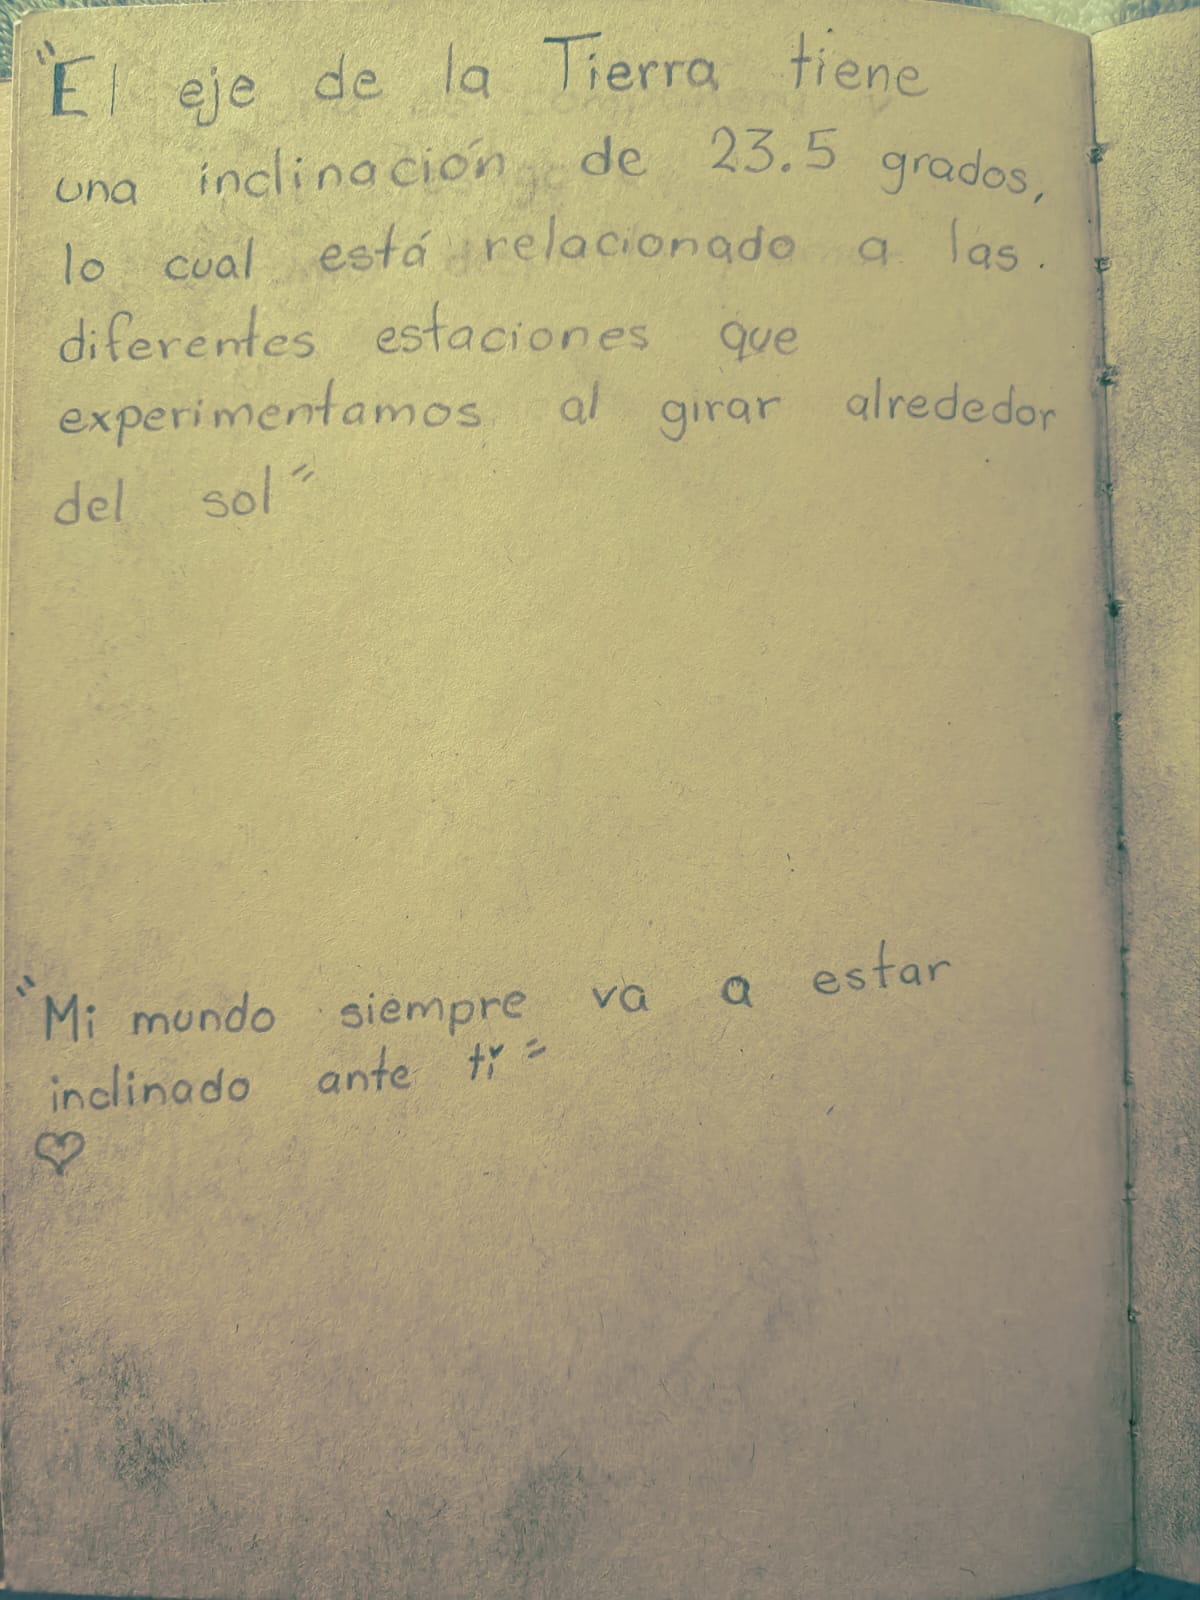 "El eje de la Tierra tiene
una inclinación de 23.5 grados,
lo cual está relacionado a las.
diferentes estaciones que
experimentamos al girar alrededor
del sol"
"Mi mundo siempre va a estar
inclinado ante ti"
♡